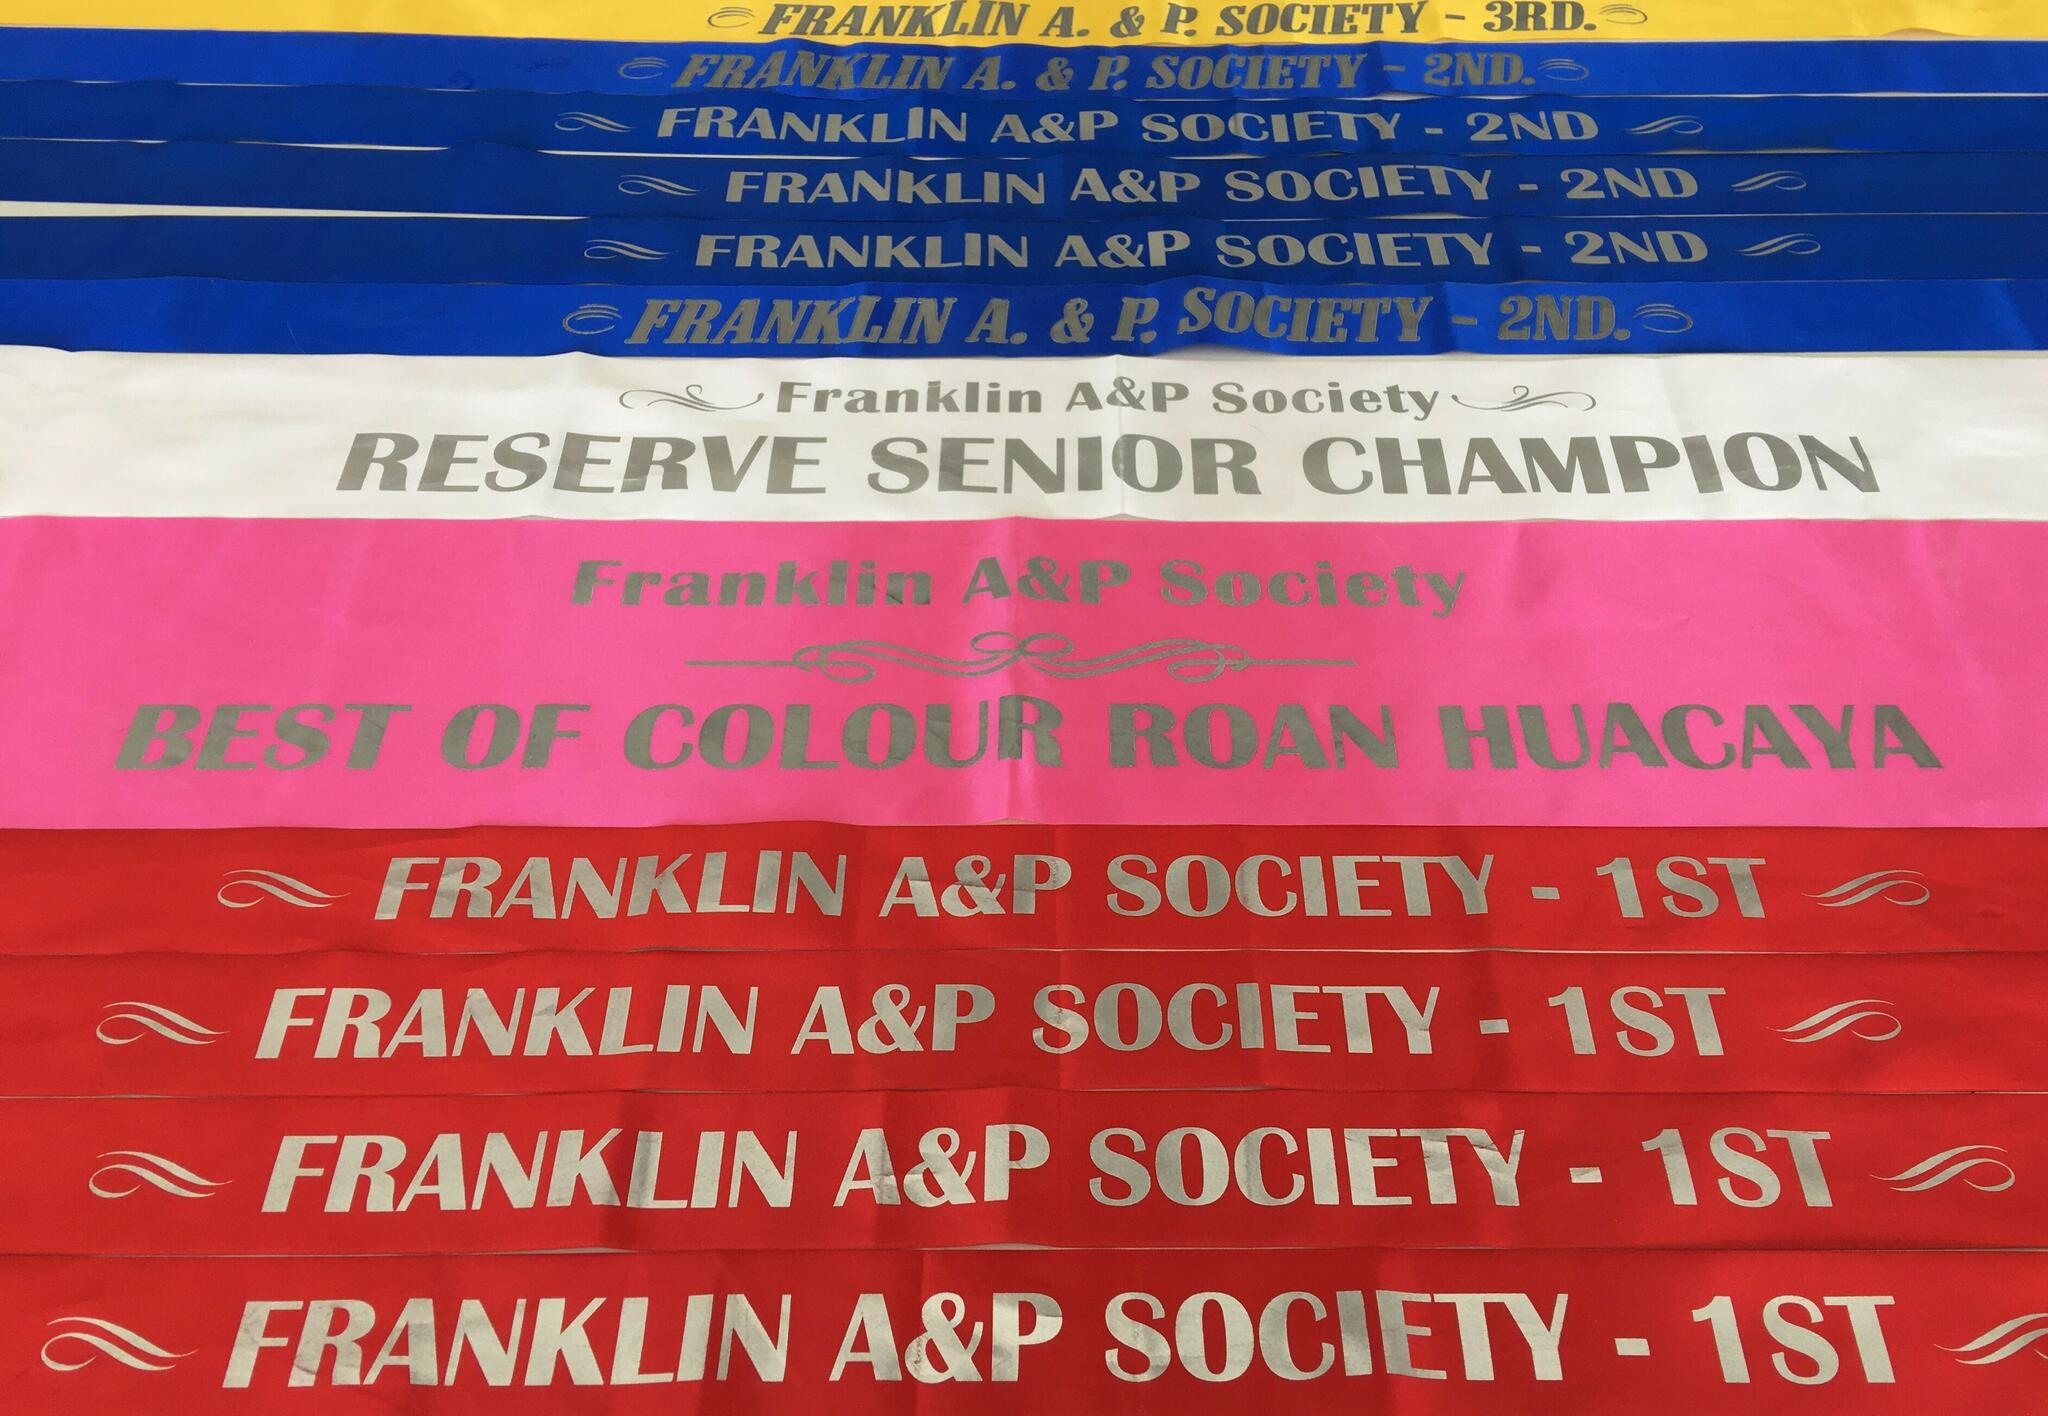 FRANKLIN A. & P. SOCIETY - 3RD.
FRANKLIN A. & P. SOCIETY - 2ND.
FRANKLIN A&P SOCIETY - 2ND
FRANKLIN A&P SOCIETY - 2ND
FRANKLIN A&P SOCIETY - 2ND
FRANKLIN A. & P. SOCIETY - 2ND.
Franklin A&P Society
RESERVE SENIOR CHAMPION
Franklin A&P Society
BEST OF COLOUR ROAN HUACAYA
FRANKLIN A&P SOCIETY - 1ST
FRANKLIN A&P SOCIETY - 1ST
FRANKLIN A&P SOCIETY - 1ST
FRANKLIN A&P SOCIETY - 1ST